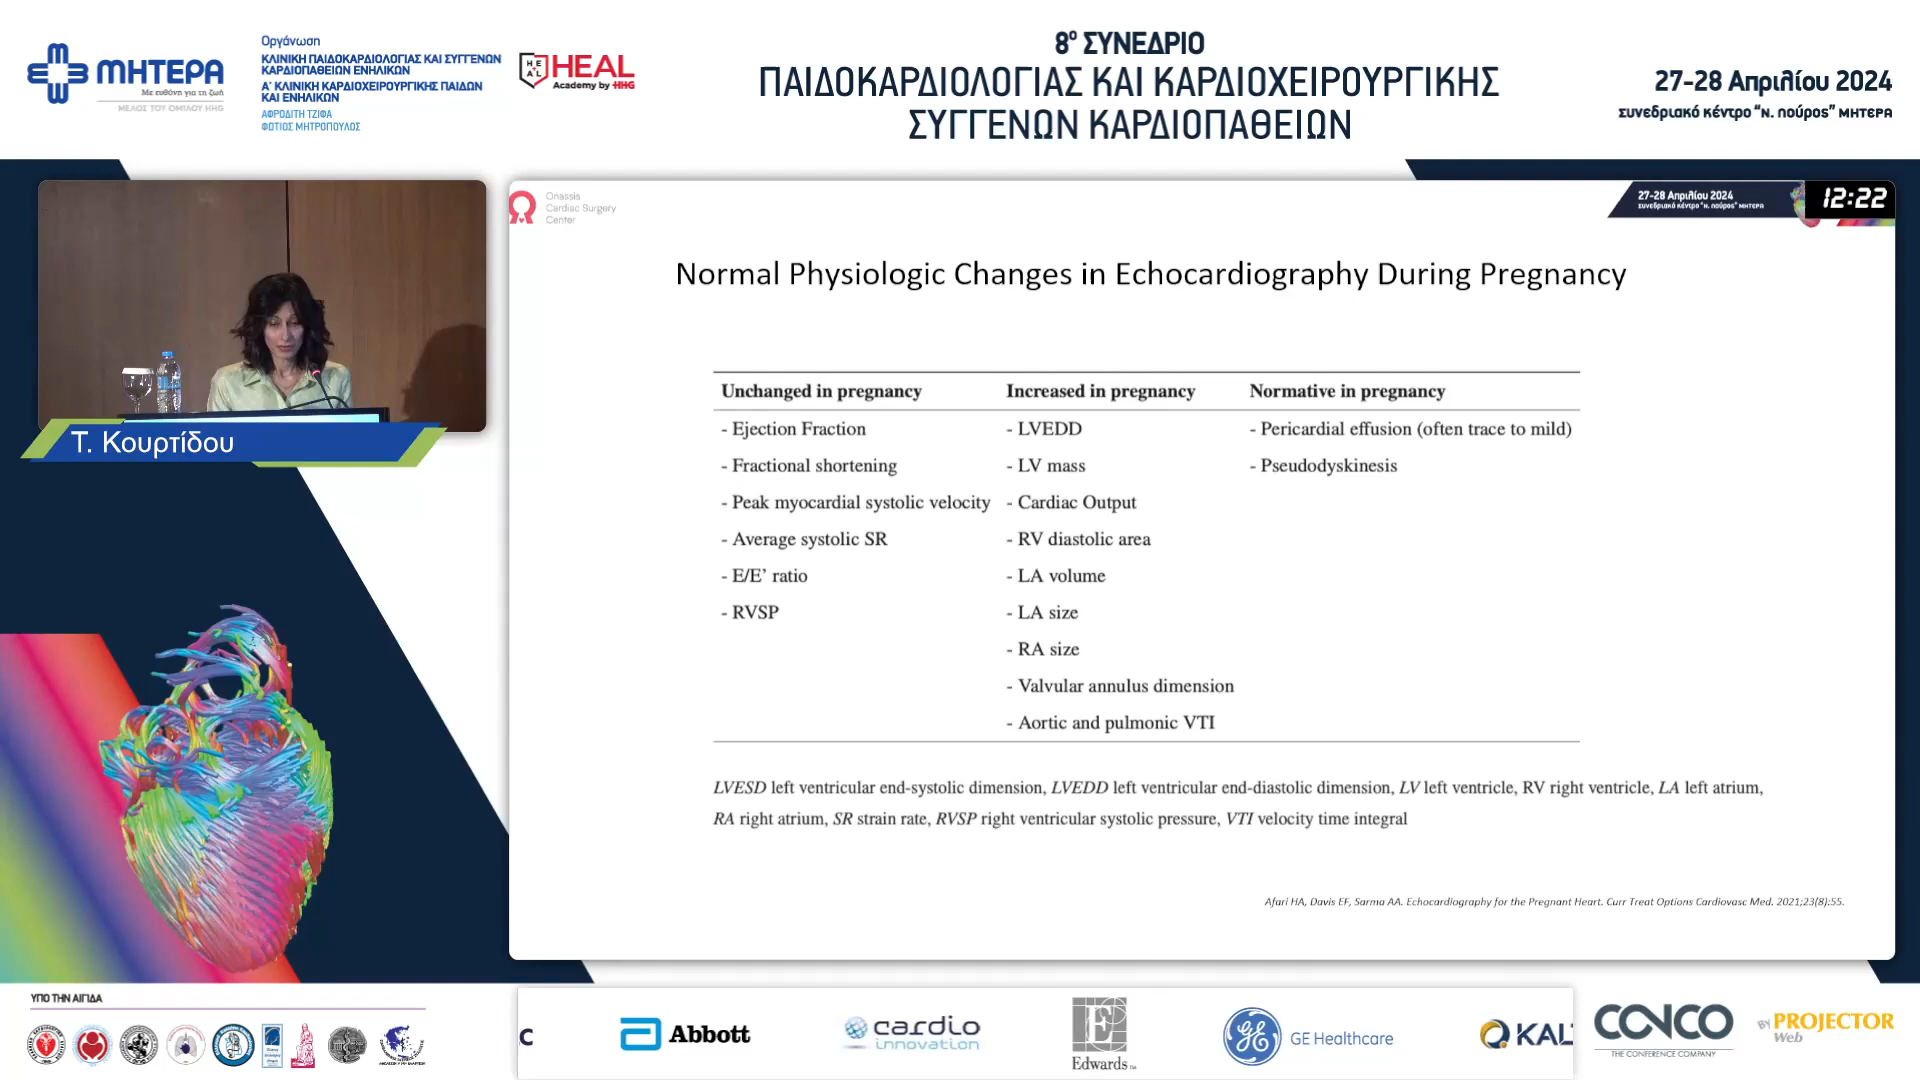 ΜΗΤΕΡΑ
Με ευθύνη για τη ζωή
ΜΕΛΟΣ ΤΟΥ ΟΜΙΛΟΥ HHG
Οργάνωση
ΚΛΙΝΙΚΗ ΠΑΙΔΟΚΑΡΔΙΟΛΟΓΙΑΣ ΚΑΙ ΣΥΓΓΕΝΩΝ
ΚΑΡΔΙΟΠΑΘΕΙΩΝ ΕΝΗΛΙΚΩΝ
Α΄ ΚΛΙΝΙΚΗ ΚΑΡΔΙΟΧΕΙΡΟΥΡΓΙΚΗΣ ΠΑΙΔΩΝ
ΚΑΙ ΕΝΗΛΙΚΩΝ
ΑΦΡΟΔΙΤΗ ΤΖΙΦΑ
ΦΩΤΙΟΣ ΜΗΤΡΟΠΟΥΛΟΣ
HEAL
HEAL
Academy by HHG
8ο ΣΥΝΕΔΡΙΟ
ΠΑΙΔΟΚΑΡΔΙΟΛΟΓΙΑΣ ΚΑΙ ΚΑΡΔΙΟΧΕΙΡΟΥΡΓΙΚΗΣ
ΣΥΓΓΕΝΩΝ ΚΑΡΔΙΟΠΑΘΕΙΩΝ
27-28 Απριλίου 2024
συνεδριακό κέντρο "Ν. Λούρος" ΜΗΤΕΡΑ
Τ. Κουρτίδου
Onassis
Cardiac Surgery
Center
27-28 Απριλίου 2024
συνεδριακό κέντρο "Ν. Λούρος" ΜΗΤΕΡΑ
12:22
Normal Physiologic Changes in Echocardiography During Pregnancy
Unchanged in pregnancy Increased in pregnancy Normative in pregnancy
- Ejection Fraction - LVEDD - Pericardial effusion (often trace to mild)
- Fractional shortening - LV mass - Pseudodyskinesis
- Peak myocardial systolic velocity - Cardiac Output
- Average systolic SR - RV diastolic area
- E/E’ ratio - LA volume
- RVSP - LA size
- RA size
- Valvular annulus dimension
- Aortic and pulmonic VTI
LVESD left ventricular end-systolic dimension, LVEDD left ventricular end-diastolic dimension, LV left ventricle, RV right ventricle, LA left atrium,
RA right atrium, SR strain rate, RVSP right ventricular systolic pressure, VTI velocity time integral
Afari HA, Davis EF, Sarma AA. Echocardiography for the Pregnant Heart. Curr Treat Options Cardiovasc Med. 2021;23(8):55.
ΥΠΟ ΤΗΝ ΑΙΓΙΔΑ
C
Abbott
cardio
innovation
Edwards
GE Healthcare
KAL
CONCO
THE CONFERENCE COMPANY
BY PROJECTOR
Web